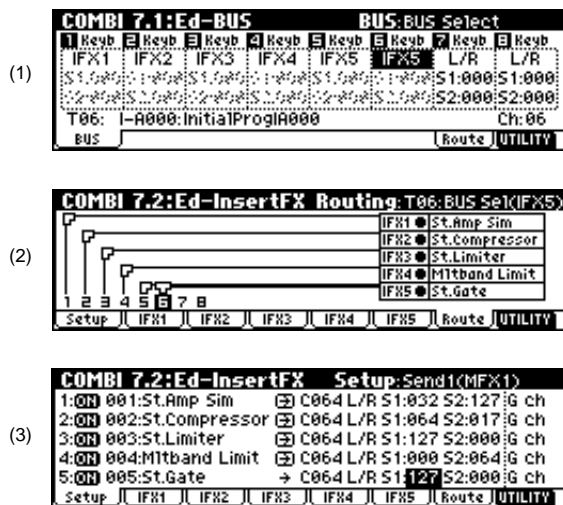 (1)
COMBI 7.1:Ed-BUS BUS:BUS Select
1 Keyb 2 Keyb 3 Keyb 4 Keyb 5 Keyb 6 Keyb 7 Keyb 8 Keyb
IFX1 IFX2 IFX3 IFX4 IFX5 IFX5 L/R L/R
S1:000 S1:000
S2:000 S2:000
T06: I-A000:InitialProgIA000 Ch:06
BUS Route UTILITY
(2)
COMBI 7.2:Ed-InsertFX Routing:T06:BUS Sel(IFX5)
IFX1 ● St.Amp Sim
IFX2 ● St.Compressor
IFX3 ● St.Limiter
IFX4 ● Mltband Limit
IFX5 ● St.Gate
1 2 3 4 5 6 7 8
Setup IFX1 IFX2 IFX3 IFX4 IFX5 Route UTILITY
(3)
COMBI 7.2:Ed-InsertFX Setup:Send1(MFX1)
1:ON 001:St.Amp Sim → C064 L/R S1:032 S2:127 G ch
2:ON 002:St.Compressor → C064 L/R S1:064 S2:017 G ch
3:ON 003:St.Limiter → C064 L/R S1:127 S2:000 G ch
4:ON 004:Mltband Limit → C064 L/R S1:000 S2:064 G ch
5:ON 005:St.Gate → C064 L/R S1:127 S2:000 G ch
Setup IFX1 IFX2 IFX3 IFX4 IFX5 Route UTILITY